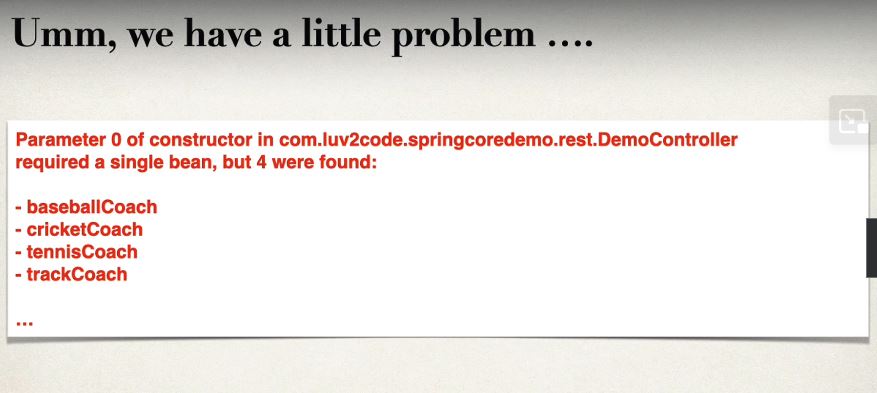 Umm, we have a little problem ....
Parameter 0 of constructor in com.luv2code.springcoredemo.rest.DemoController
required a single bean, but 4 were found:
- baseballCoach
- cricketCoach
- tennisCoach
- trackCoach
...